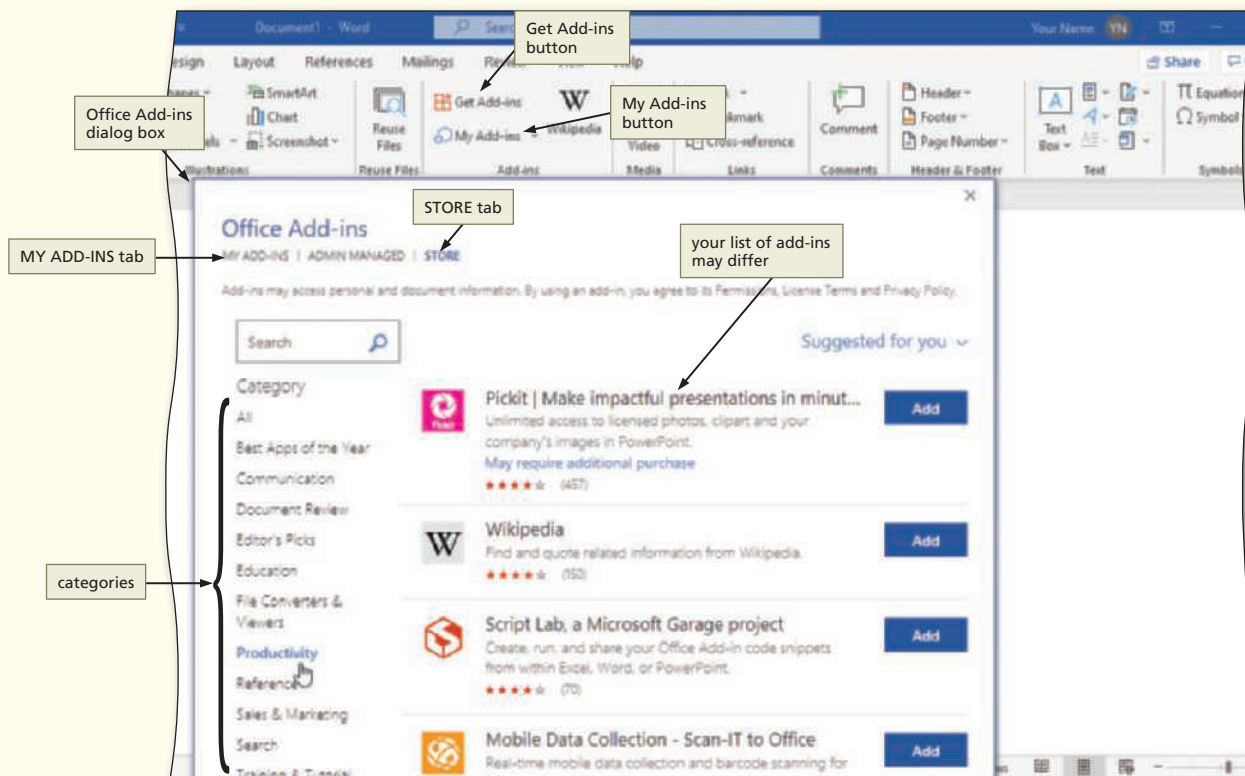 Document1 - Word
Your Name YN
Get Add-ins
button
esign Layout References Mailings
Help
Share
Office Add-ins
dialog box
SmartArt
Chart
Screenshot
Reuse
Files
Reuse Files
Get Add-ins
My Add-ins
Wikipedia
Add-ins
My Add-ins
button
Video
Media
Cross-reference
Links
Comment
Comments
Header
Footer
Page Number
Header & Footer
Text
Box
Text
Equation
Symbol
Symbols
STORE tab
Office Add-ins
MY ADD-INS tab
MY ADD-INS | ADMIN MANAGED | STORE
your list of add-ins
may differ
Add-ins may access personal and document information. By using an add-in, you agree to its Permissions, License Terms and Privacy Policy.
Search
Suggested for you
categories
Category
All
Best Apps of the Year
Communication
Document Review
Editor's Picks
Education
File Converters &
Viewers
Productivity
Reference
Sales & Marketing
Search
Training & Tutorial
Pickit
Pickit | Make impactful presentations in minut...
Unlimited access to licensed photos, clipart and your
company's images in PowerPoint.
May require additional purchase
(457)
Add
W
Wikipedia
Find and quote related information from Wikipedia.
(150)
Add
Script Lab, a Microsoft Garage project
Create, run, and share your Office Add-in code snippets
from within Excel, Word, or PowerPoint.
(70)
Add
Mobile Data Collection - Scan-IT to Office
Real-time mobile data collection and barcode scanning for
Add